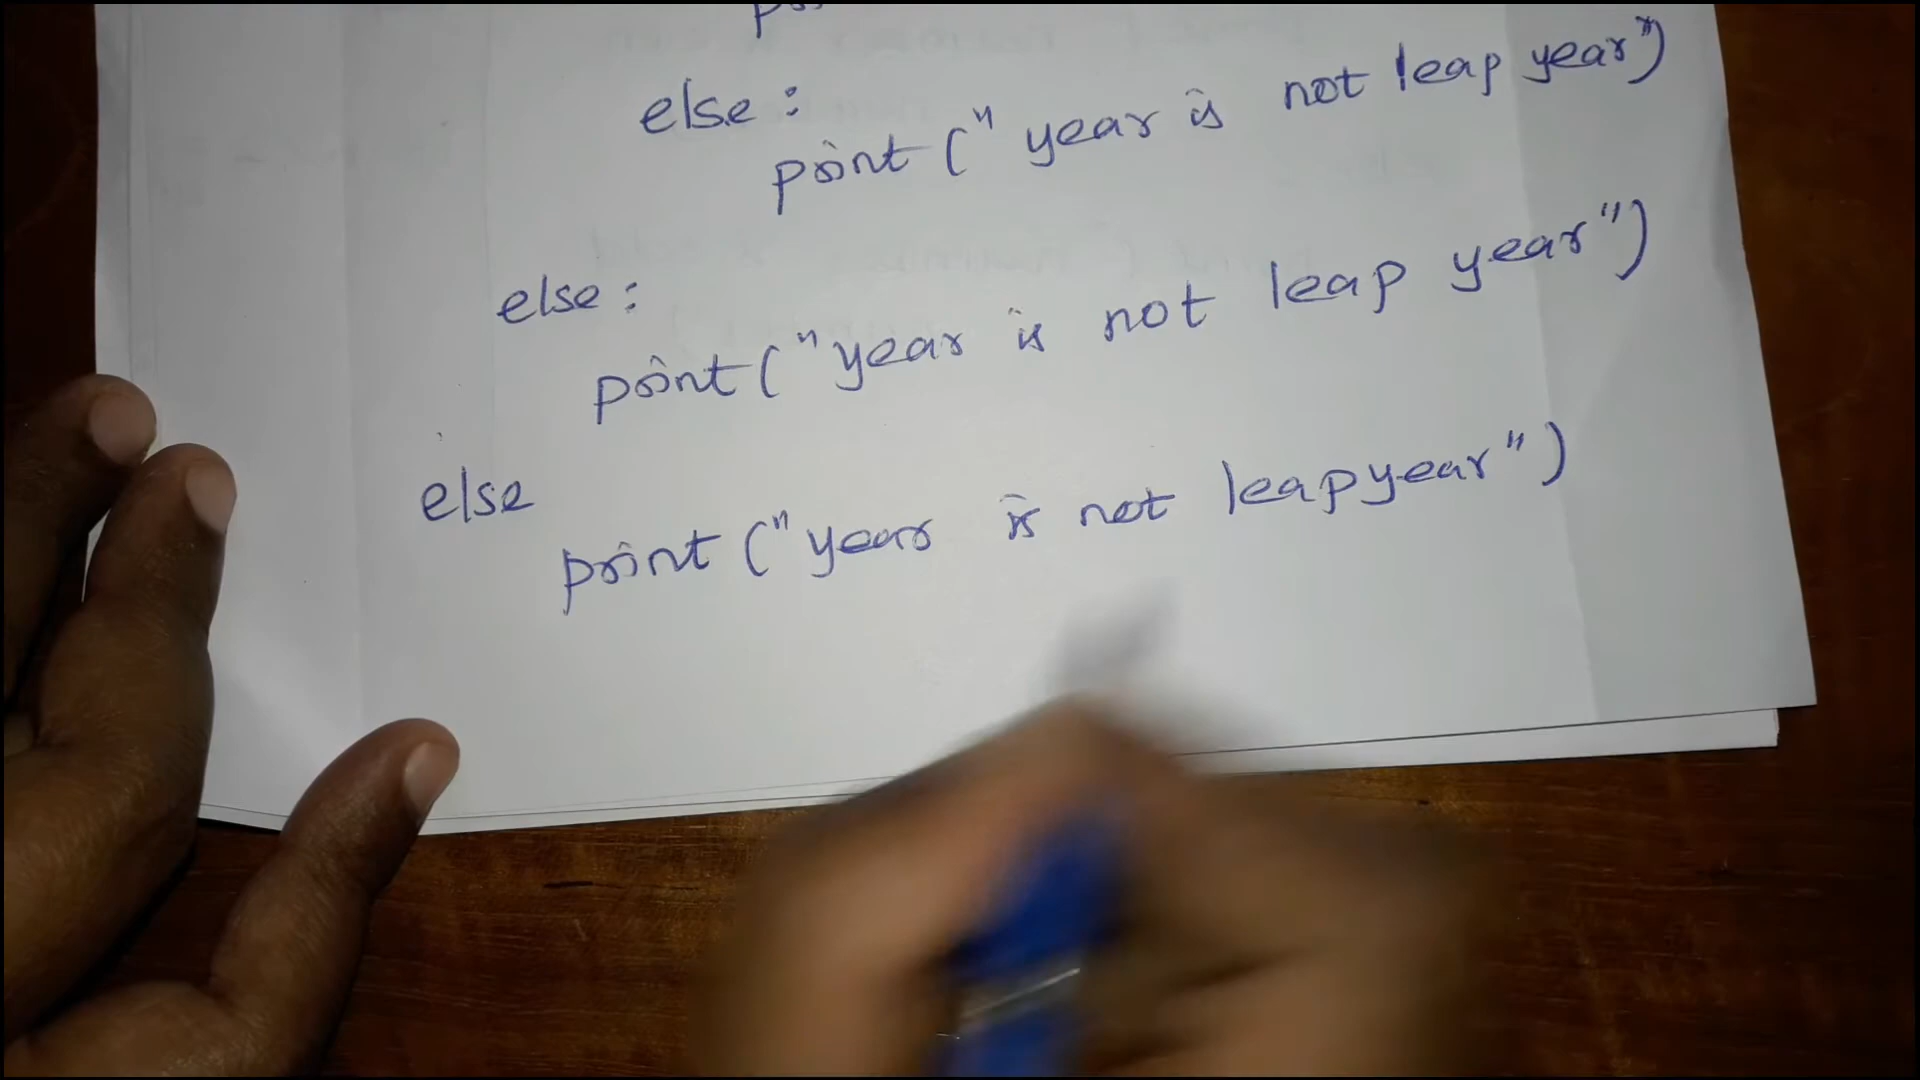 else:
print (" year is not leap year")
else:
print ("year is not leap year")
else
print ("year is not leapyear")